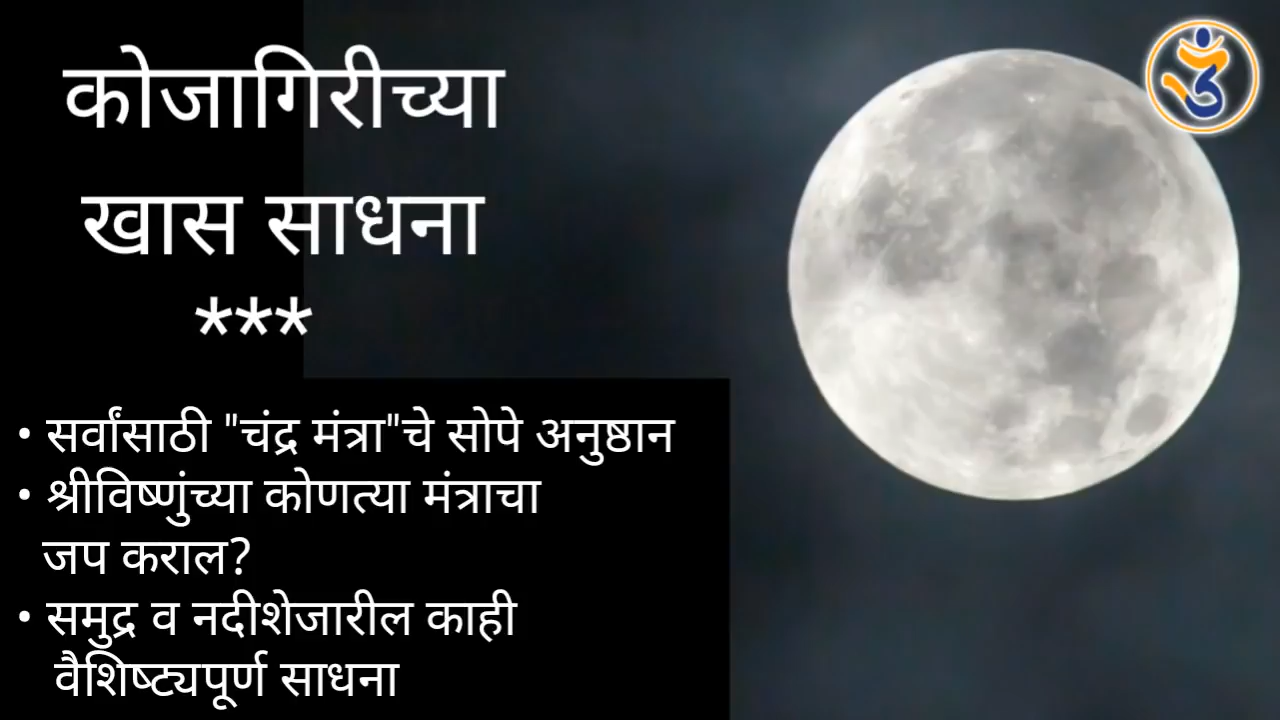 कोजागिरीच्या
खास साधना
***
• सर्वांसाठी "चंद्र मंत्रा"चे सोपे अनुष्ठान
• श्रीविष्णुंच्या कोणत्या मंत्राचा
जप कराल?
• समुद्र व नदीशेजारील काही
वैशिष्ट्यपूर्ण साधना